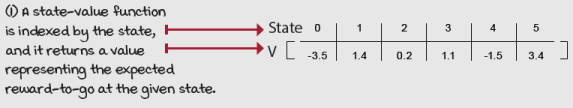 (1) A state-value function
is indexed by the state,
and it returns a value
representing the expected
reward-to-go at the given state.
State 0 1 2 3 4 5
V [ -3.5 1.4 0.2 1.1 -1.5 3.4 ]